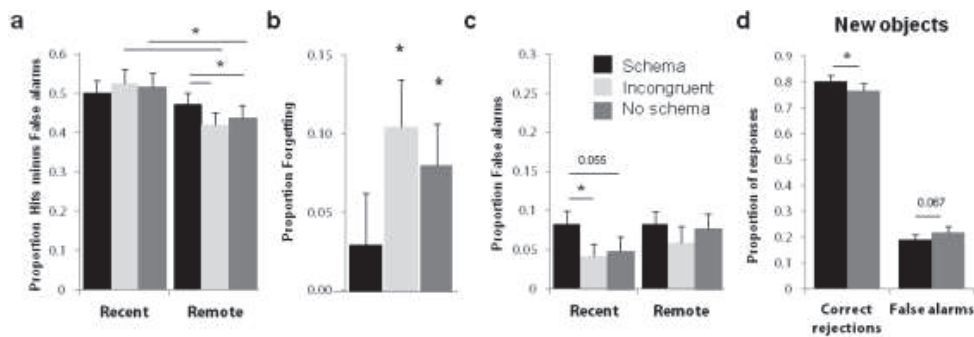 a
Proportion Hits minus False alarms
0.6
0.5
0.4
0.3
0.2
0.1
0
*
*
Recent
Remote
b
Proportion Forgetting
0.15
0.10
0.05
0.00
*
*
c
Proportion False alarms
0.3
0.25
0.2
0.15
0.1
0.05
0
Schema
Incongruent
No schema
0.055
*
Recent
Remote
d
New objects
Proportion of responses
0.9
0.8
0.7
0.6
0.5
0.4
0.3
0.2
0.1
0
*
0.067
Correct
rejections
False alarms